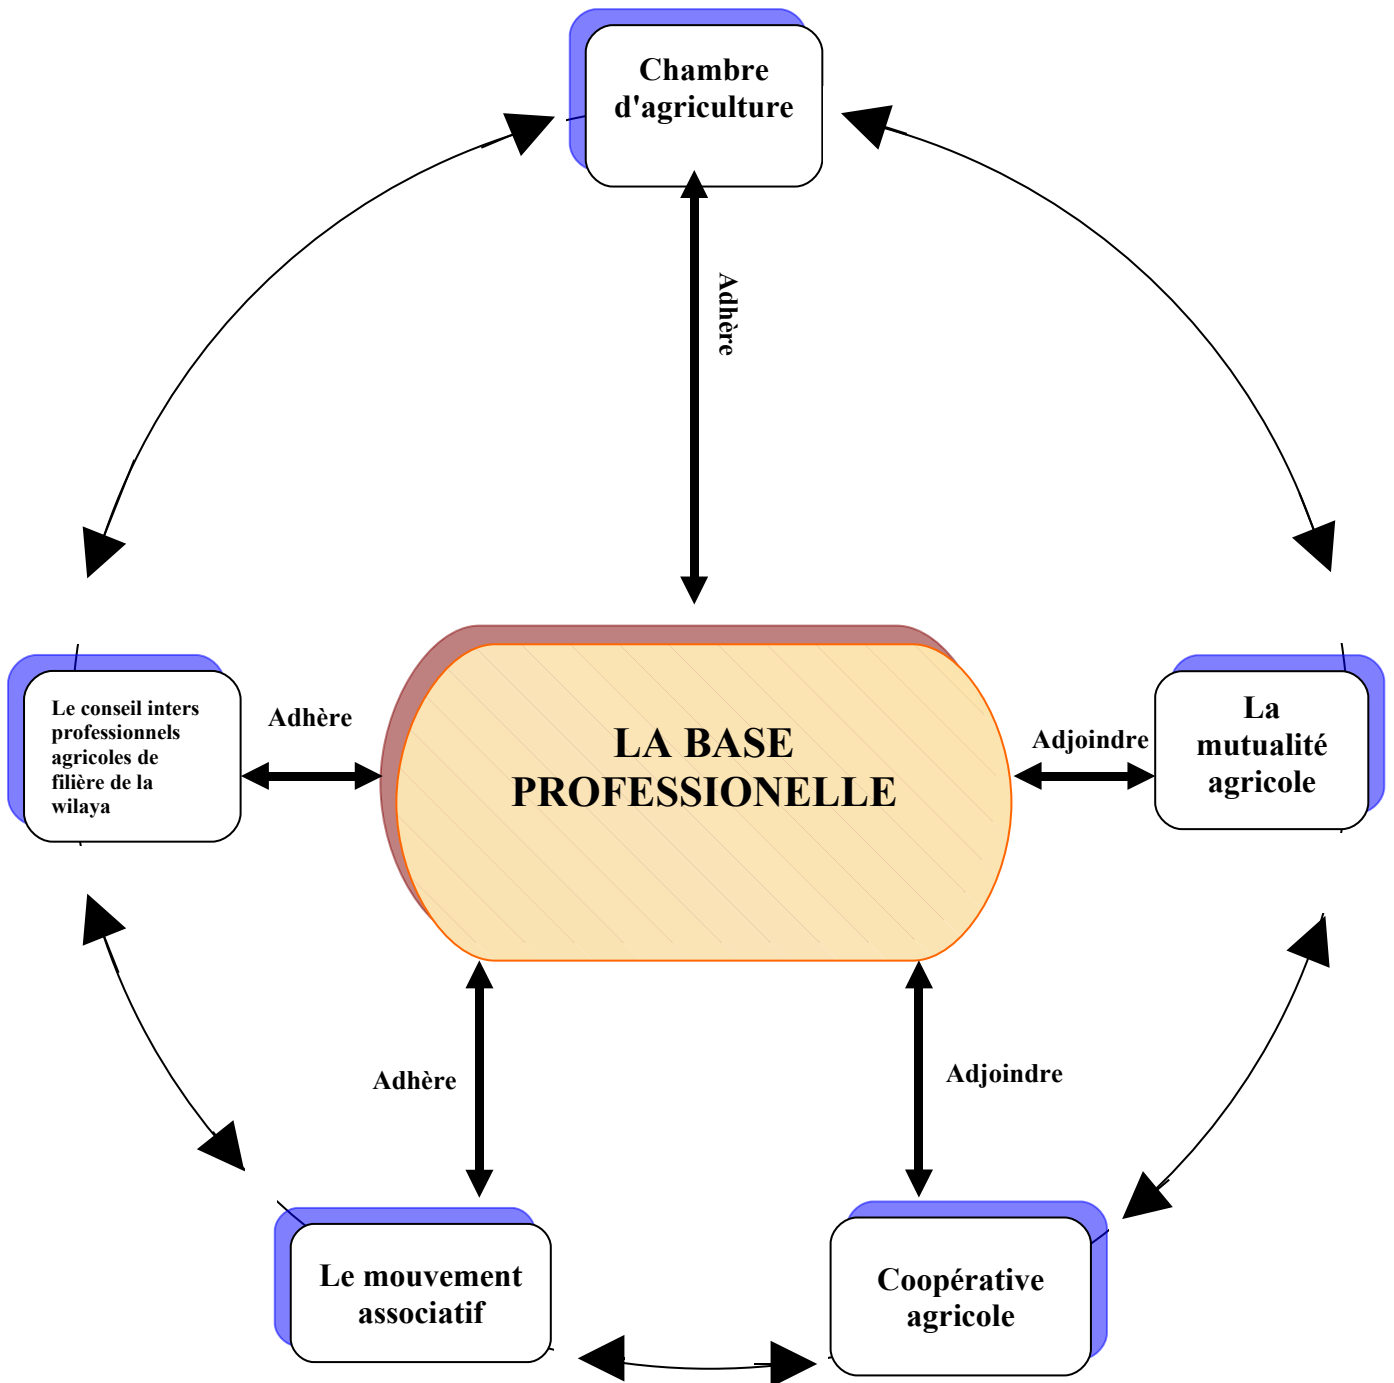 Chambre
d'agriculture
Adhère
Le conseil inters
professionnels
agricoles de
filière de la
wilaya
Adhère
LA BASE
PROFESSIONELLE
Adjoindre
La
mutualité
agricole
Adhère
Adjoindre
Le mouvement
associatif
Coopérative
agricole